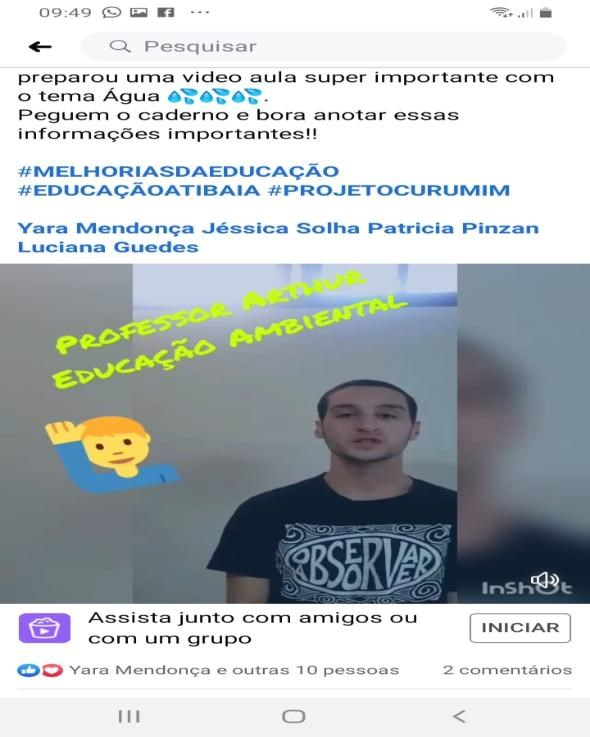 09:49
Pesquisar
preparou uma video aula super importante com
o tema Água 💦💦💦.
Peguem o caderno e bora anotar essas
informações importantes!!
#MELHORIASDAEDUCAÇÃO
#EDUCAÇÃOATIBAIA #PROJETOCURUMIM
Yara Mendonça Jéssica Solha Patricia Pinzan
Luciana Guedes
PROFESSOR ARTHUR
EDUCAÇÃO AMBIENTAL
OBSERVAR
ABSORVER
InShOt
Assista junto com amigos ou
com um grupo
INICIAR
Yara Mendonça e outras 10 pessoas
2 comentários